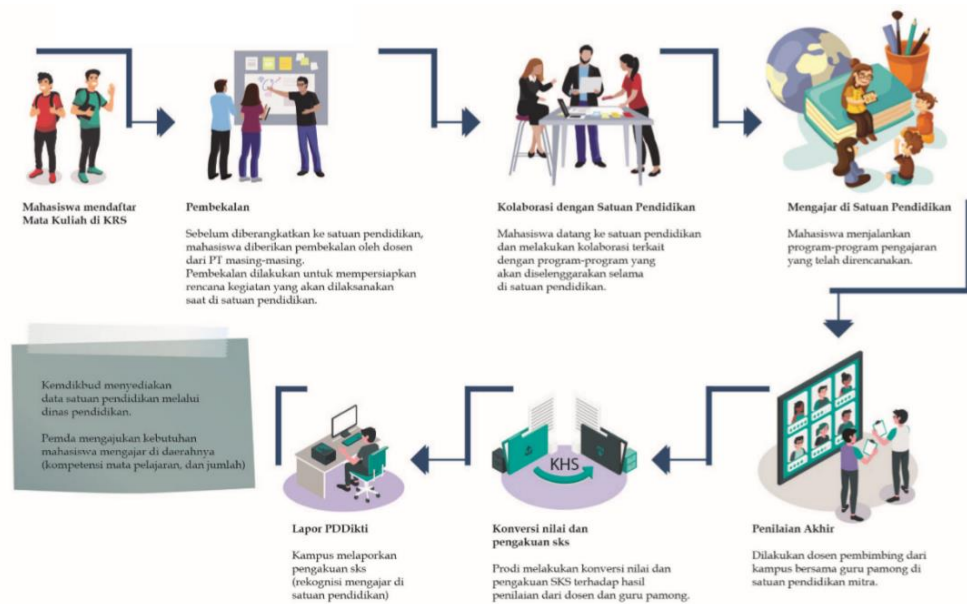 Mahasiswa mendaftar
Mata Kuliah di KRS
Pembekalan
Sebelum diberangkatkan ke satuan pendidikan,
mahasiswa diberikan pembekalan oleh dosen
dari PT masing-masing.
Pembekalan dilakukan untuk mempersiapkan
rencana kegiatan yang akan dilaksanakan
saat di satuan pendidikan.
Kolaborasi dengan Satuan Pendidikan
Mahasiswa datang ke satuan pendidikan
dan melakukan kolaborasi terkait
dengan program-program yang
akan diselenggarakan selama
di satuan pendidikan.
Mengajar di Satuan Pendidikan
Mahasiswa menjalankan
program-program pengajaran
yang telah direncanakan.
Penilaian Akhir
Dilakukan dosen pembimbing dari
kampus bersama guru pamong di
satuan pendidikan mitra.
KHS
Konversi nilai dan
pengakuan sks
Prodi melakukan konversi nilai dan
pengakuan SKS terhadap hasil
penilaian dari dosen dan guru pamong.
Lapor PDDikti
Kampus melaporkan
pengakuan sks
(rekognisi mengajar di
satuan pendidikan)
Kemdikbud menyediakan
data satuan pendidikan melalui
dinas pendidikan.
Pemda mengajukan kebutuhan
mahasiswa mengajar di daerahnya
(kompetensi mata pelajaran, dan jumlah)